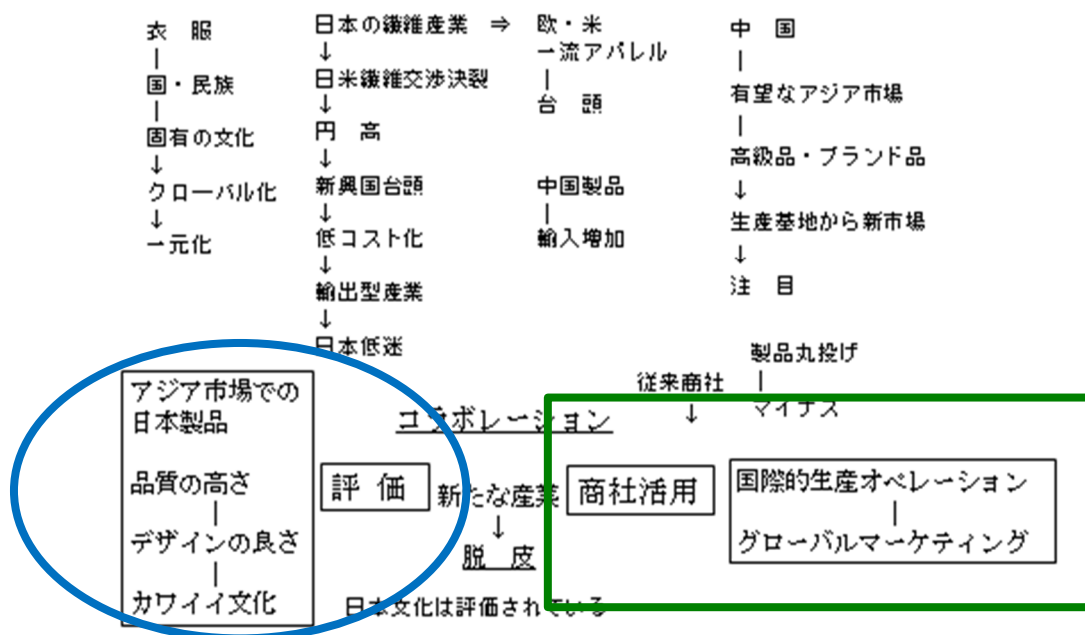 衣 服
｜
国・民族
｜
固有の文化
↓
クローバル化
↓
一元化
日本の繊維産業 ⇒ 欧・米
↓
日米繊維交渉決裂
↓
円 高
↓
新興国台頭
↓
低コスト化
↓
輸出型産業
↓
日本低迷
一流アパレル
｜
台 頭
中国製品
｜
輸入増加
中 国
｜
有望なアジア市場
｜
高級品・ブランド品
↓
生産基地から新市場
↓
注 目
製品丸投げ
｜
マイナス
従来商社
↓
アジア市場での
日本製品
品質の高さ
｜
デザインの良さ
｜
カワイイ文化
評 価
コラボレーション
新たな産業
↓
脱 皮
商社活用
国際的生産オペレーション
｜
グローバルマーケティング
日本文化は評価されている